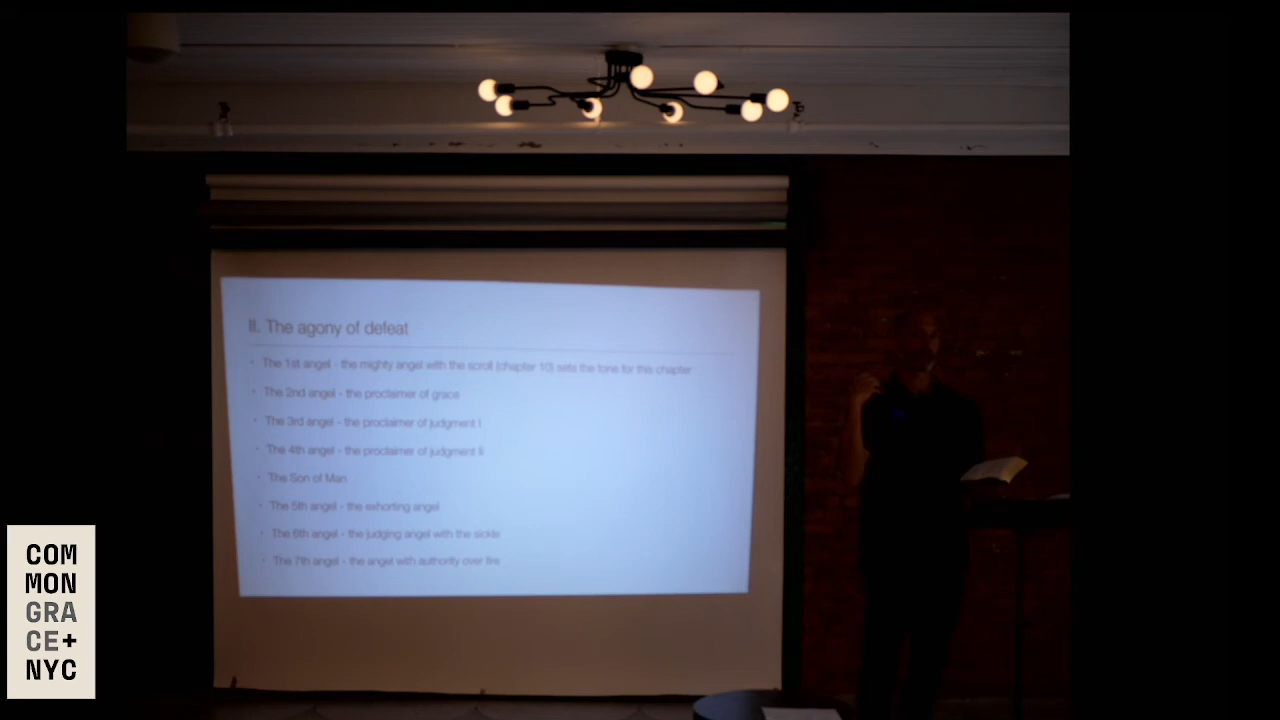 II. The agony of defeat
· The 1st angel - the mighty angel with the scroll (chapter 10) sets the tone for this chapter
· The 2nd angel - the proclaimer of grace
· The 3rd angel - the proclaimer of judgment I
· The 4th angel - the proclaimer of judgment II
· The Son of Man
· The 5th angel - the exhorting angel
· The 6th angel - the judging angel with the sickle
· The 7th angel - the angel with authority over fire
COM
MON
GRA
CE+
NYC